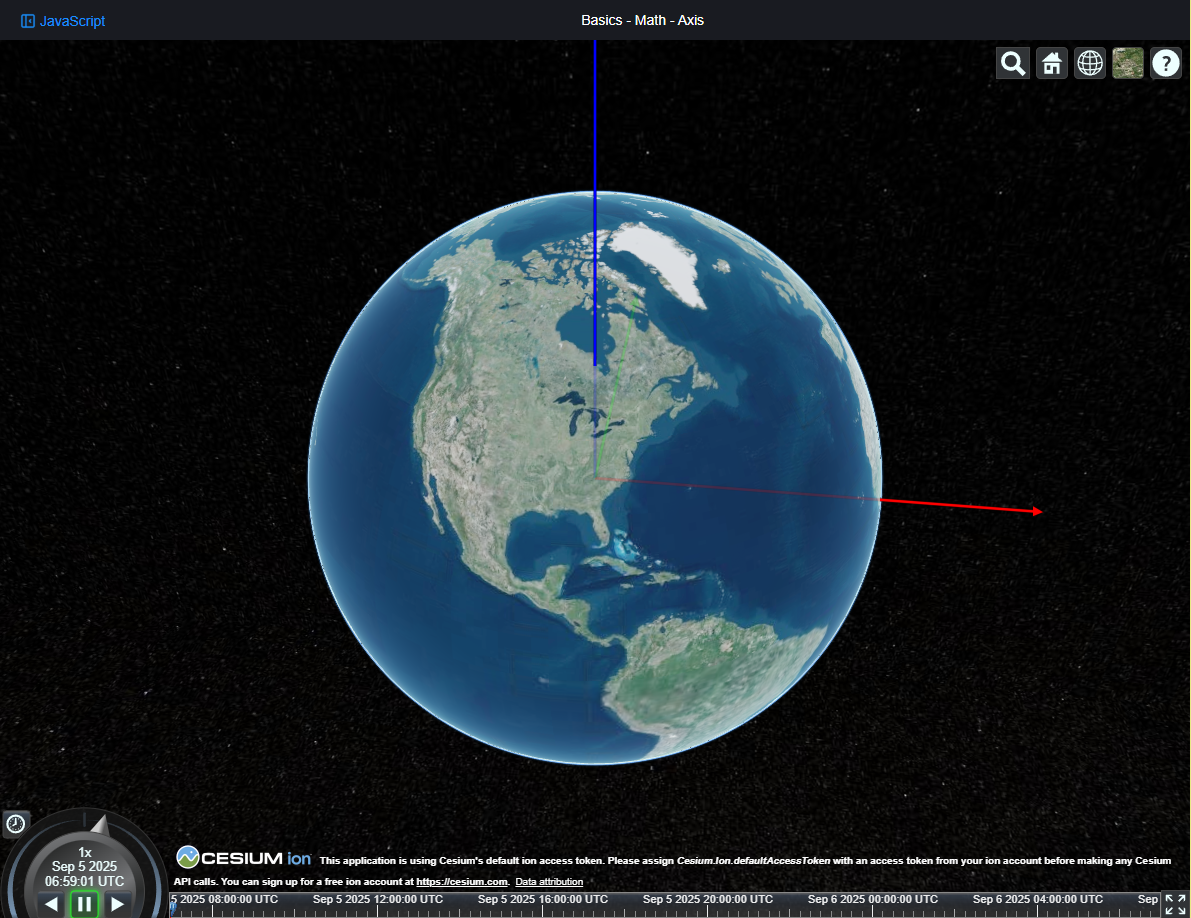 JavaScript
Basics - Math - Axis
?
1x
Sep 5 2025
06:59:01 UTC
CESIUM ion This application is using Cesium's default ion access token. Please assign Cesium.Ion.defaultAccessToken with an access token from your ion account before making any Cesium
API calls. You can sign up for a free ion account at https://cesium.com. Data attribution
5 2025 08:00:00 UTC Sep 5 2025 12:00:00 UTC Sep 5 2025 16:00:00 UTC Sep 5 2025 20:00:00 UTC Sep 6 2025 00:00:00 UTC Sep 6 2025 04:00:00 UTC Sep